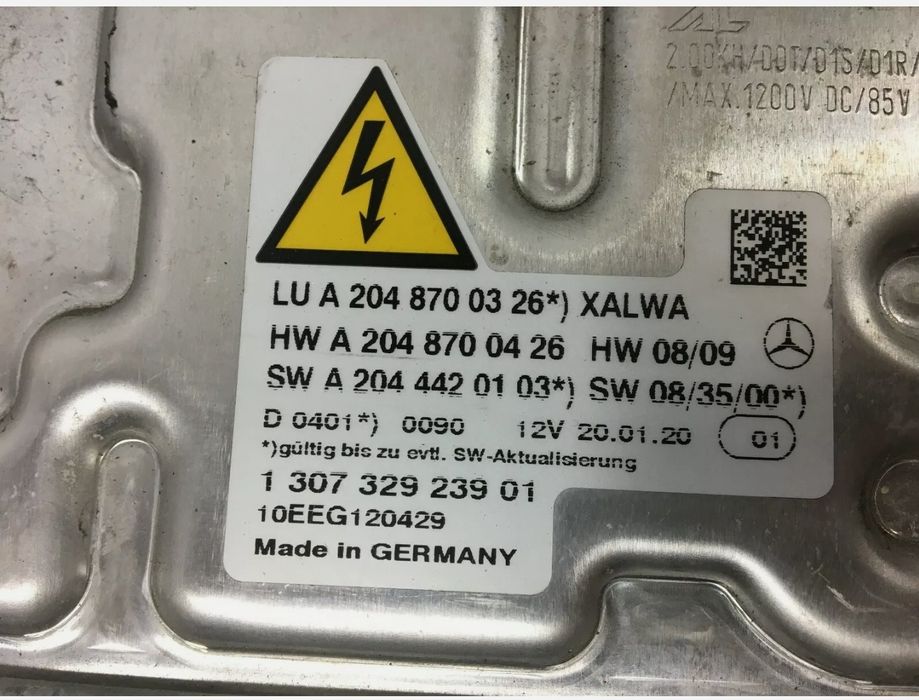 2.00KH/DOT/D1S/D1R/
/MAX.1200V DC/85V
LU A 204 870 03 26*) XALWA
HW A 204 870 04 26 HW 08/09
SW A 204 442 01 03*) SW 08/35/00*)
D 0401*) 0090 12V 20.01.20 01
*)gültig bis zu evtl. SW-Aktualisierung
1 307 329 239 01
10EEG120429
Made in GERMANY